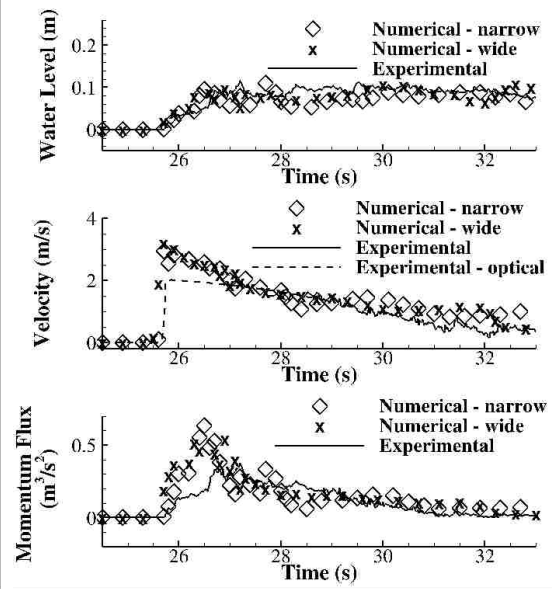 Numerical - narrow
Numerical - wide
Experimental
Water Level (m)
0.2
0.1
0
26
28
30
32
Time (s)
Numerical - narrow
Numerical - wide
Experimental
Experimental - optical
Velocity (m/s)
4
2
0
26
28
30
32
Time (s)
Numerical - narrow
Numerical - wide
Experimental
Momentum Flux
(m³/s²)
0.5
0
26
28
30
32
Time (s)